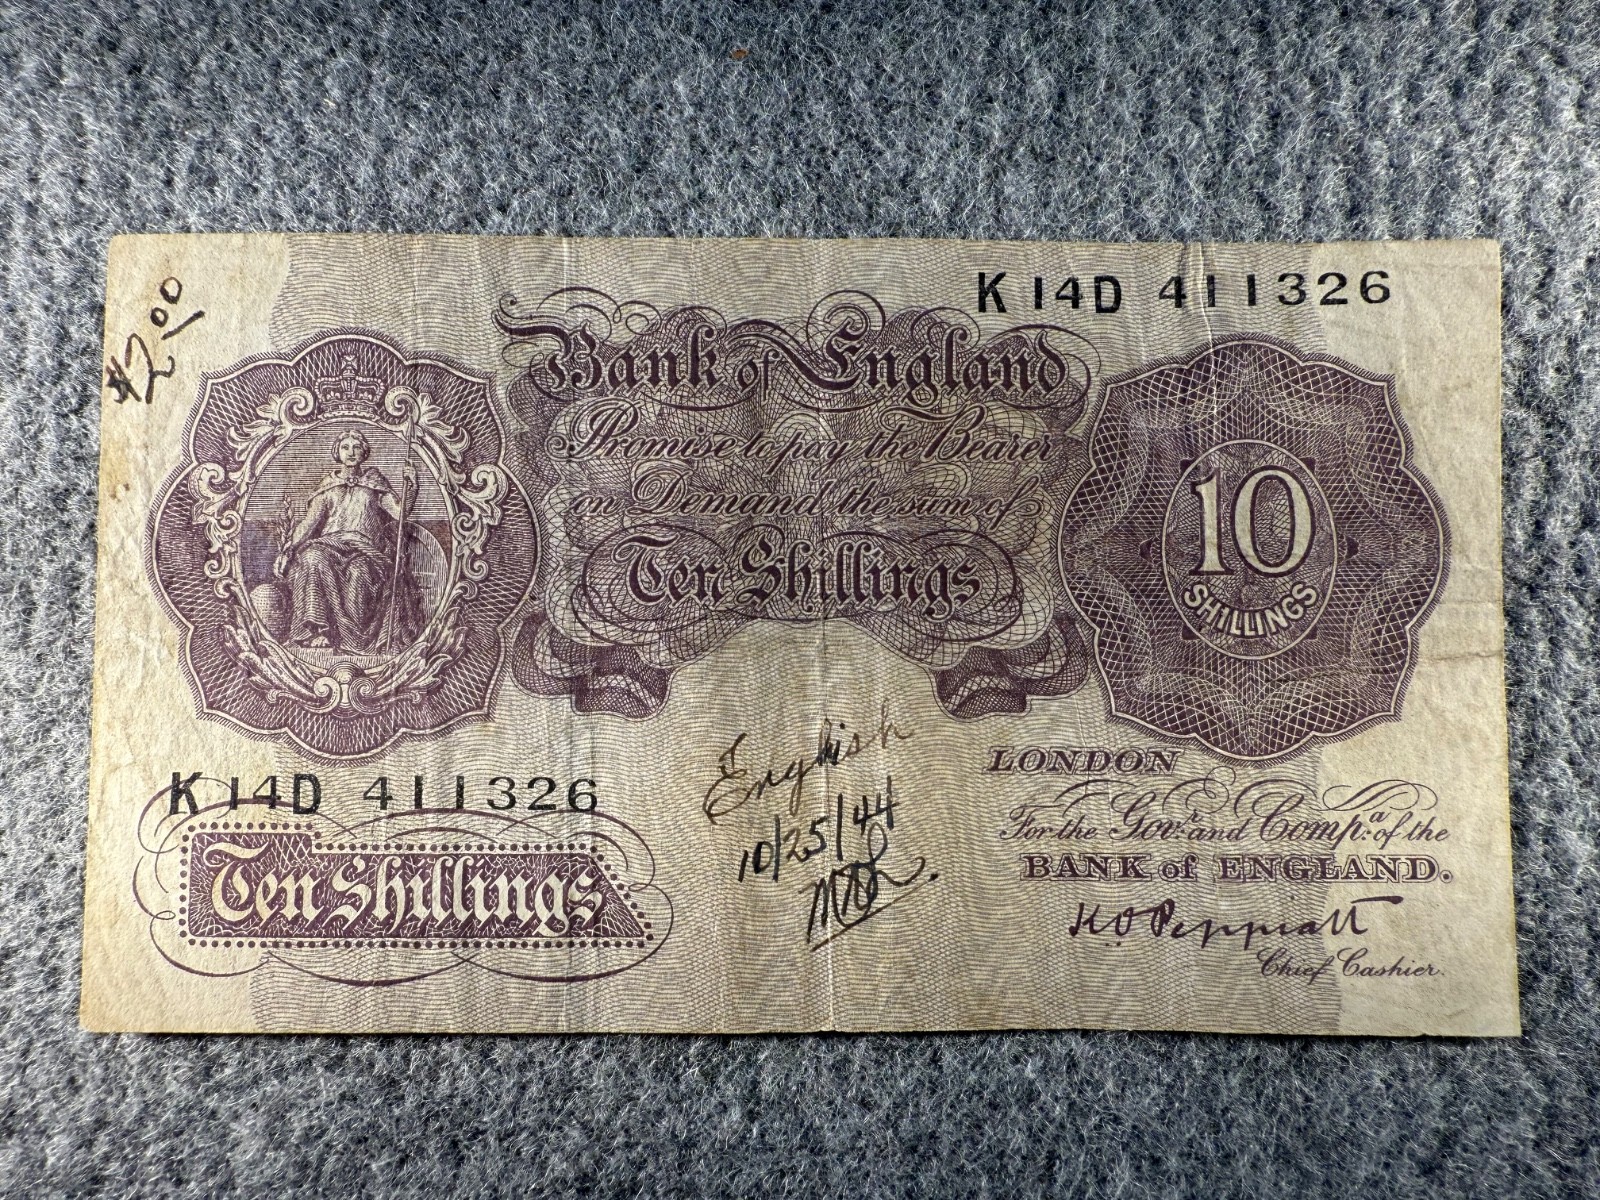 $2.00
K14D 411326
Bank of England
Promise to pay the Bearer
on Demand the sum of
Ten Shillings
10
SHILLINGS
K14D 411326
Ten Shillings
English
10/25/44
LONDON
For the Govr. and Compa. of the
BANK of ENGLAND.
K O Peppiatt
Chief Cashier.